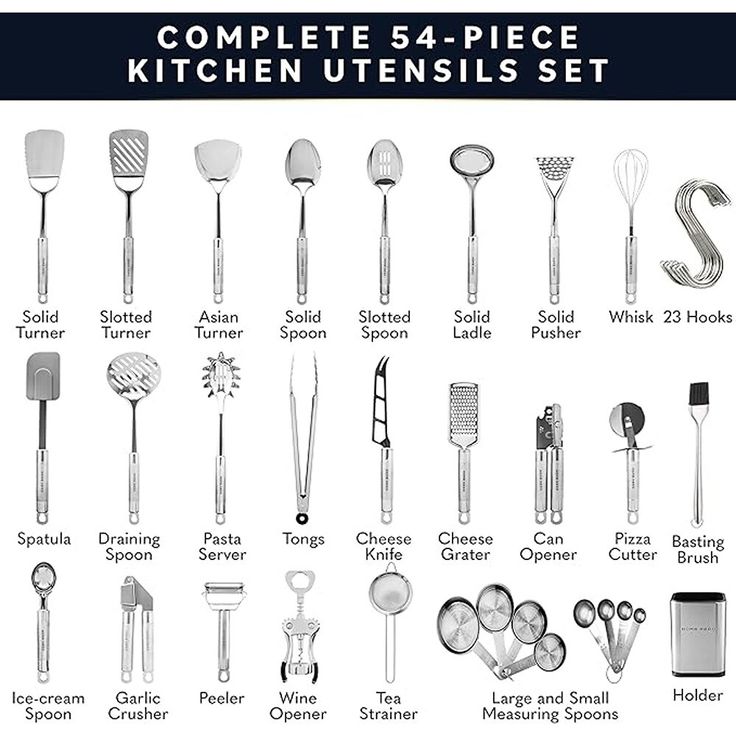 COMPLETE 54-PIECE
KITCHEN UTENSILS SET
Solid
Turner
Slotted
Turner
Asian
Turner
Solid
Spoon
Slotted
Spoon
Solid
Ladle
Solid
Pusher
Whisk
23 Hooks
Spatula
Draining
Spoon
Pasta
Server
Tongs
Cheese
Knife
Cheese
Grater
Can
Opener
Pizza
Cutter
Basting
Brush
Ice-cream
Spoon
Garlic
Crusher
Peeler
Wine
Opener
Tea
Strainer
Large and Small
Measuring Spoons
HOME HERO
Holder